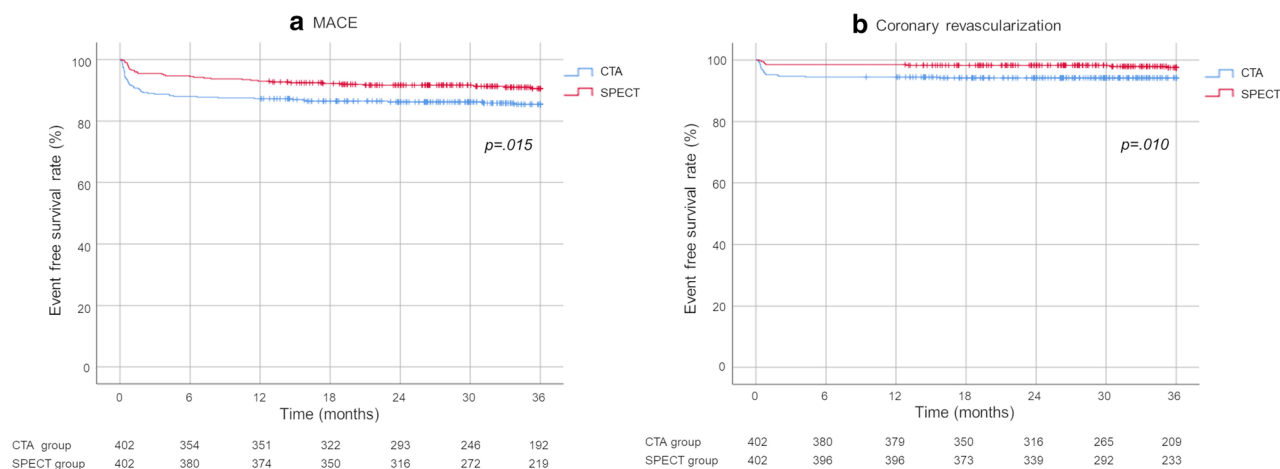 a MACE
100
80
60
40
20
0
Event free survival rate (%)
CTA
SPECT
p=.015
0 6 12 18 24 30 36
Time (months)
CTA group 402 354 351 322 293 246 192
SPECT group 402 380 374 350 316 272 219
b Coronary revascularization
100
80
60
40
20
0
Event free survival rate (%)
CTA
SPECT
p=.010
0 6 12 18 24 30 36
Time (months)
CTA group 402 380 379 350 316 265 209
SPECT group 402 396 396 373 339 292 233